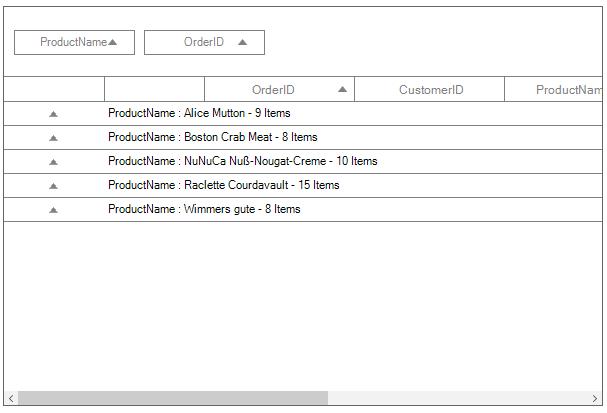 ProductName OrderID
OrderID CustomerID ProductNam
ProductName : Alice Mutton - 9 Items
ProductName : Boston Crab Meat - 8 Items
ProductName : NuNuCa Nuß-Nougat-Creme - 10 Items
ProductName : Raclette Courdavault - 15 Items
ProductName : Wimmers gute - 8 Items